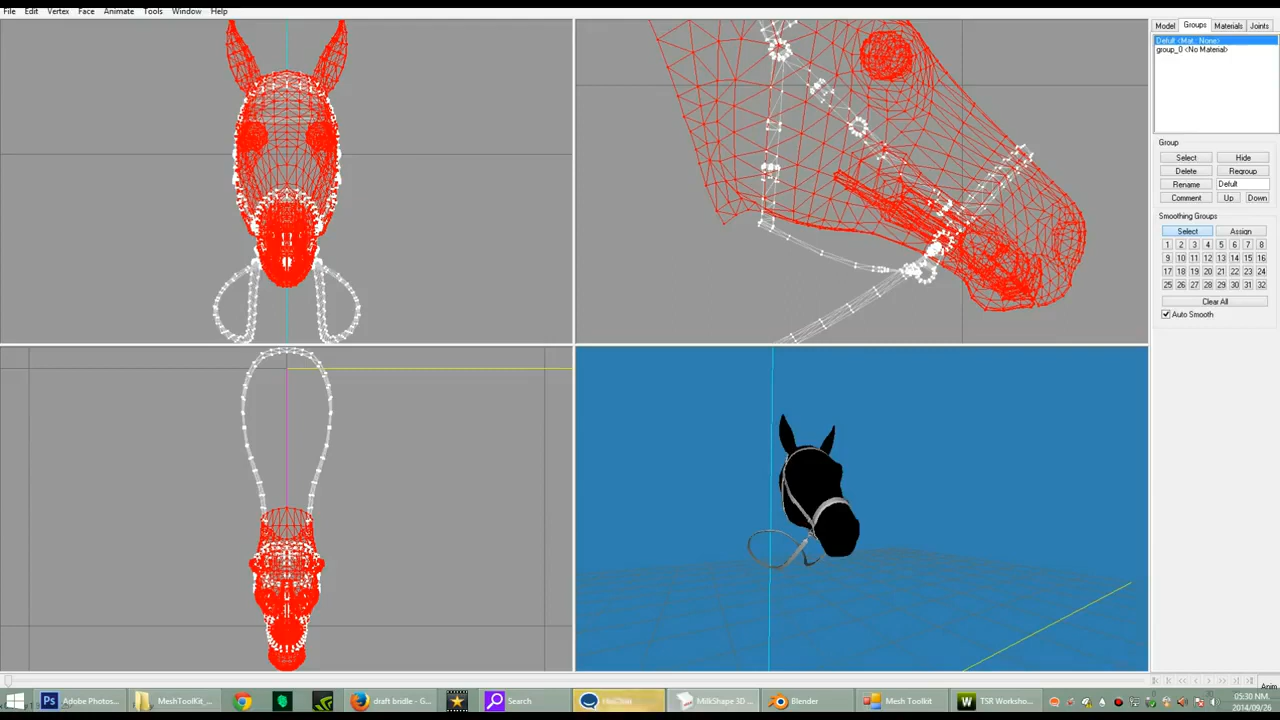 File Edit Vertex Face Animate Tools Window Help
Model Groups Materials Joints
Defult <Mat: None>
group_0 <No Material>
Group
Select Hide
Delete Regroup
Rename Defult
Comment Up Down
Smoothing Groups
Select Assign
1 2 3 4 5 6 7 8
9 10 11 12 13 14 15 16
17 18 19 20 21 22 23 24
25 26 27 28 29 30 31 32
Clear All
Auto Smooth
Anim
Adobe Photos... MeshToolKit_... draft bridle - G... Search MilkShape 3D... Blender Mesh Toolkit TSR Worksho...
05:30 NM.
2014/09/26